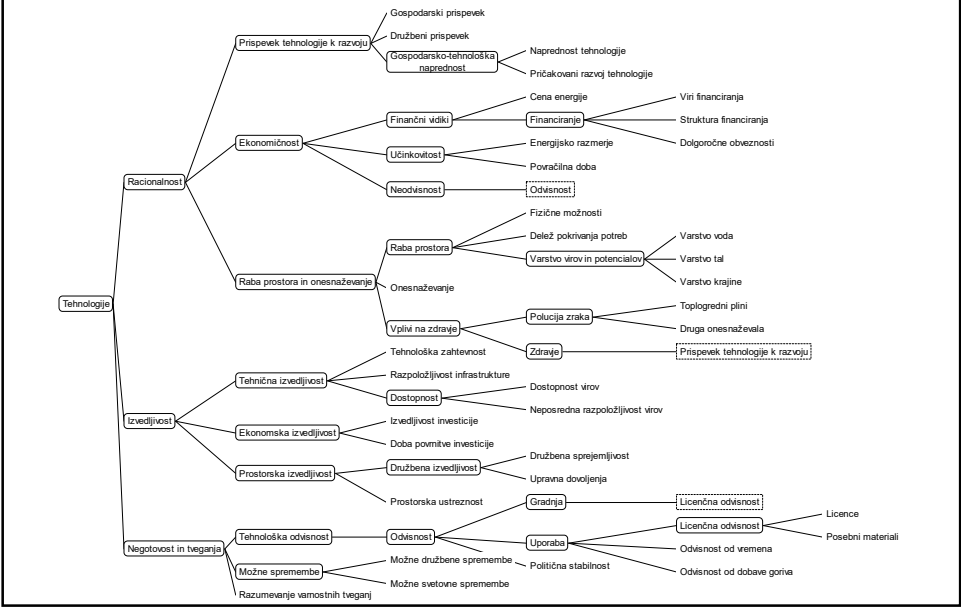 Gospodarski prispevek
Družbeni prispevek
Prispevek tehnologije k razvoju
Gospodarsko-tehnološka
naprednost
Naprednost tehnologije
Pričakovani razvoj tehnologije
Cena energije
Viri financiranja
Finančni vidiki
Financiranje
Struktura financiranja
Ekonomičnost
Energijsko razmerje
Dolgoročne obveznosti
Učinkovitost
Povračilna doba
Racionalnost
Neodvisnost
Odvisnost
Fizične možnosti
Delež pokrivanja potreb
Varstvo voda
Raba prostora
Varstvo virov in potencialov
Varstvo tal
Raba prostora in onesnaževanje
Onesnaževanje
Varstvo krajine
Tehnologije
Toplogredni plini
Polucija zraka
Vplivi na zdravje
Druga onesnaževala
Zdravje
Prispevek tehnologije k razvoju
Tehnološka zahtevnost
Tehnična izvedljivost
Razpoložljivost infrastrukture
Dostopnost
Dostopnost virov
Neposredna razpoložljivost virov
Izvedljivost
Izvedljivost investicije
Ekonomska izvedljivost
Doba povrnitve investicije
Družbena sprejemljivost
Prostorska izvedljivost
Družbena izvedljivost
Upravna dovoljenja
Prostorska ustreznost
Gradnja
Licenčna odvisnost
Licence
Tehnološka odvisnost
Odvisnost
Uporaba
Licenčna odvisnost
Posebni materiali
Negotovost in tveganja
Odvisnost od vremena
Možne družbene spremembe
Politična stabilnost
Odvisnost od dobave goriva
Možne spremembe
Možne svetovne spremembe
Razumevanje varnostnih tveganj